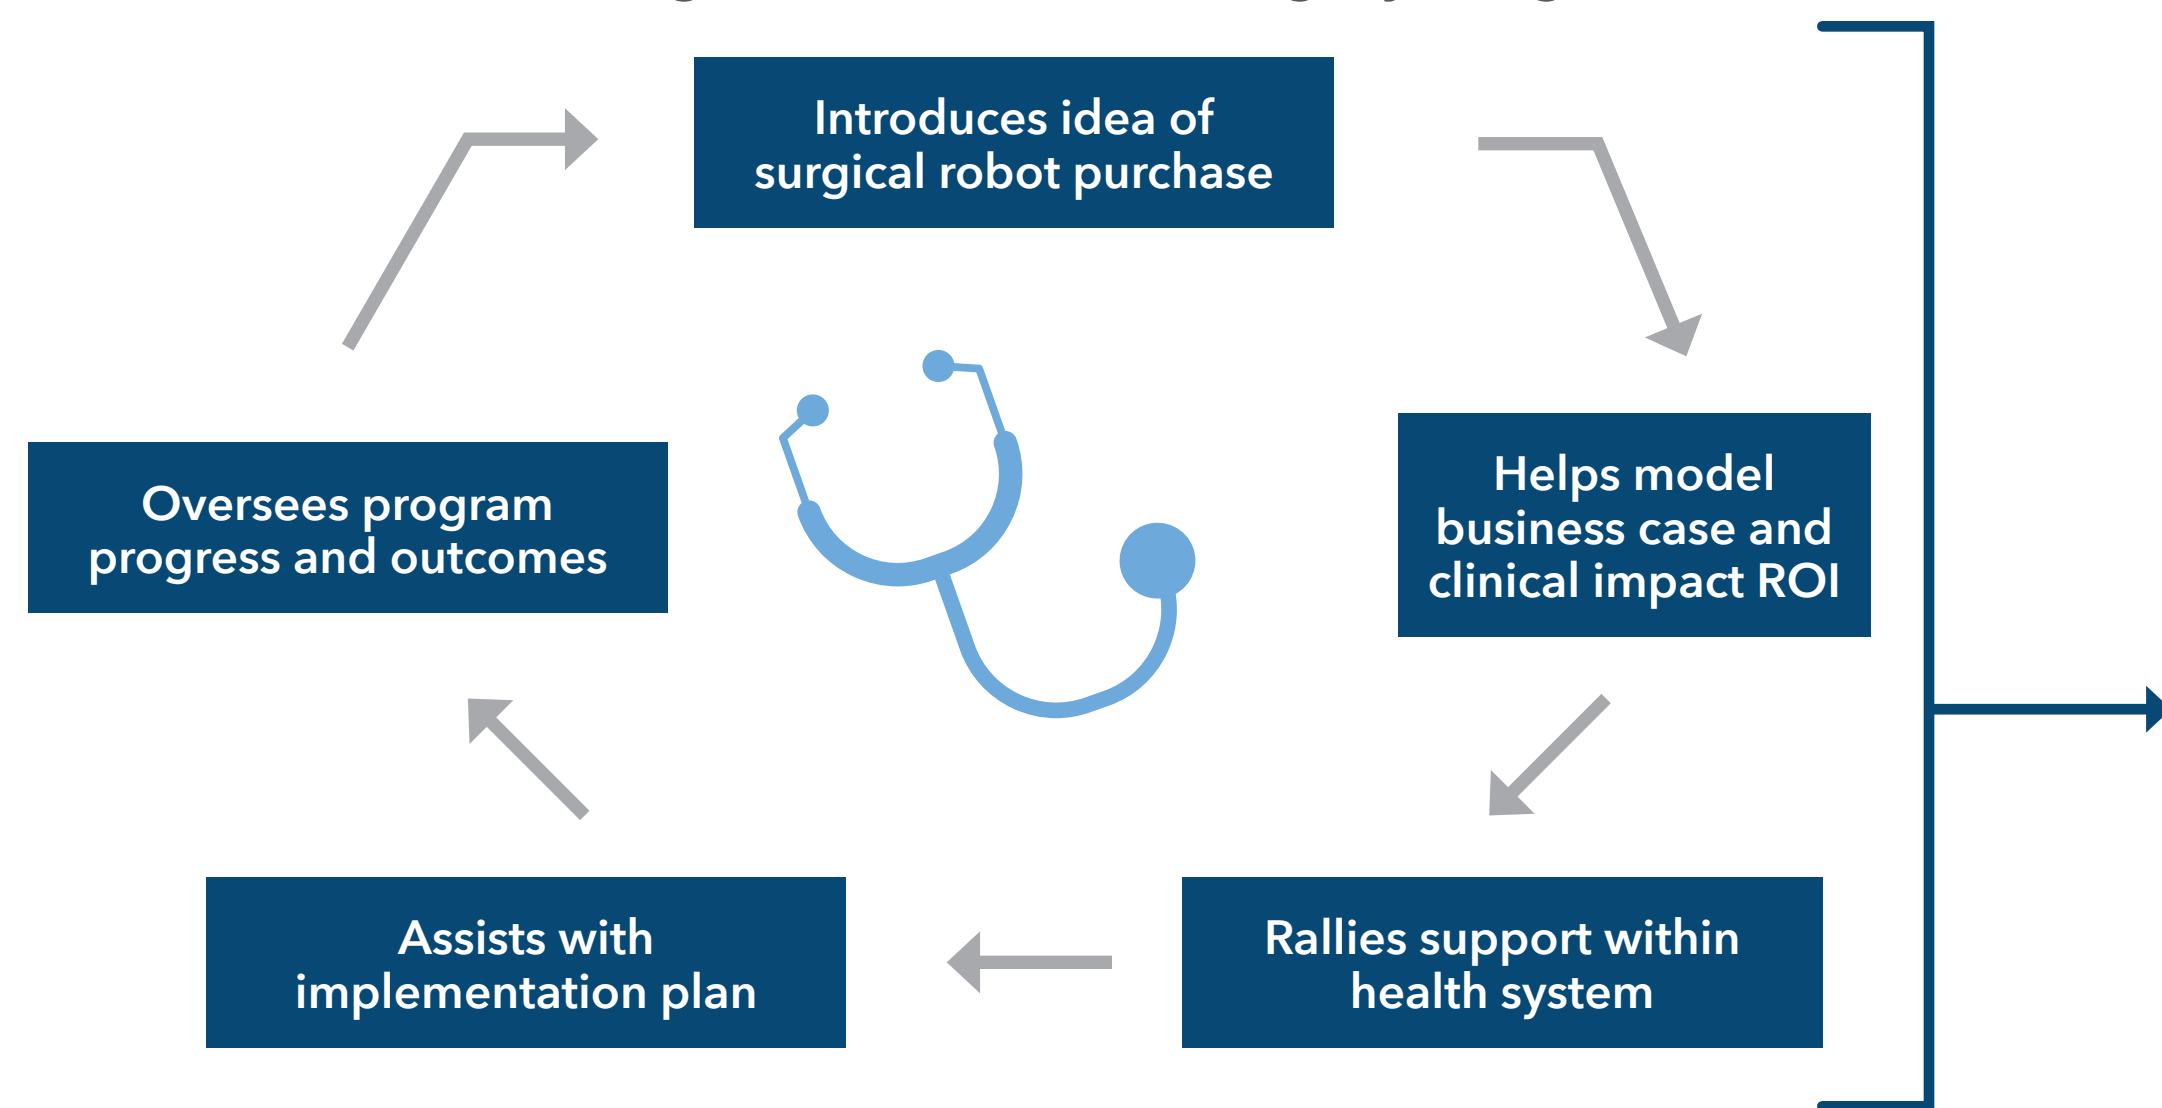 Introduces idea of
surgical robot purchase
Helps model
business case and
clinical impact ROI
Rallies support within
health system
Assists with
implementation plan
Oversees program
progress and outcomes